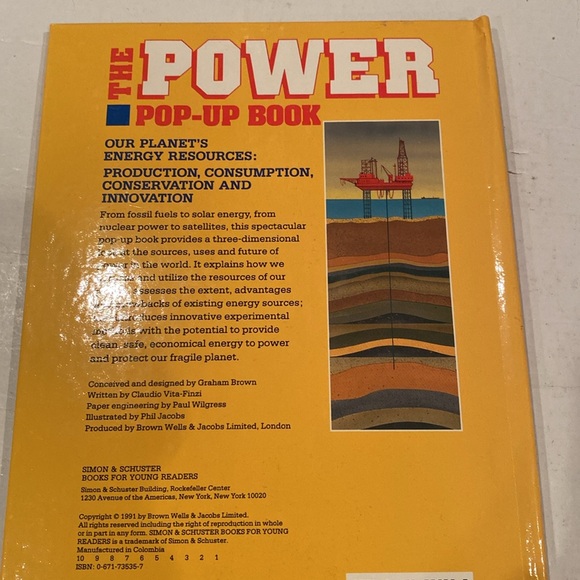 THE POWER
POP-UP BOOK
OUR PLANET'S
ENERGY RESOURCES:
PRODUCTION, CONSUMPTION,
CONSERVATION AND
INNOVATION
From fossil fuels to solar energy, from
nuclear power to satellites, this spectacular
pop-up book provides a three-dimensional
at the sources, uses and future of
in the world. It explains how we
and utilize the resources of our
assesses the extent, advantages
of existing energy sources;
innovative experimental
with the potential to provide
clean, safe, economical energy to power
and protect our fragile planet.
Conceived and designed by Graham Brown
Written by Claudio Vita-Finzi
Paper engineering by Paul Wilgress
Illustrated by Phil Jacobs
Produced by Brown Wells & Jacobs Limited, London
SIMON & SCHUSTER
BOOKS FOR YOUNG READERS
Simon & Schuster Building, Rockefeller Center
1230 Avenue of the Americas, New York, New York 10020
Copyright © 1991 by Brown Wells & Jacobs Limited.
All rights reserved including the right of reproduction in whole
or in part in any form. SIMON & SCHUSTER BOOKS FOR YOUNG
READERS is a trademark of Simon & Schuster.
Manufactured in Colombia
10 9 8 7 6 5 4 3 2 1
ISBN: 0-671-73535-7